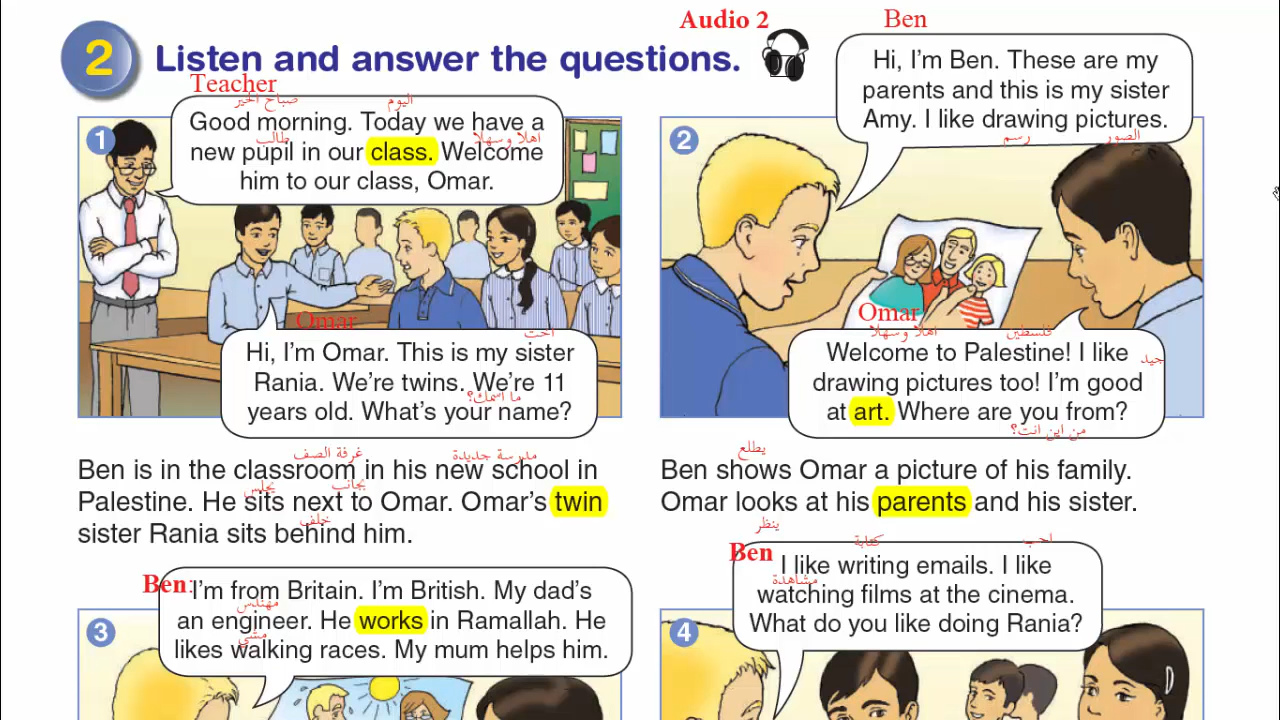 Audio 2
2 Listen and answer the questions.
Teacher
صباح الخير
اليوم
1
Good morning. Today we have a
طالب
اهلا وسهلا
new pupil in our class. Welcome
him to our class, Omar.
Omar
اخت
Hi, I'm Omar. This is my sister
Rania. We're twins. We're 11
ما اسمك؟
years old. What's your name?
غرفة الصف
مدرسة جديدة
Ben is in the classroom in his new school in
يجلس
بجانب
Palestine. He sits next to Omar. Omar's twin
خلف
sister Rania sits behind him.
Ben
Hi, I'm Ben. These are my
parents and this is my sister
Amy. I like drawing pictures.
رسم
الصور
2
Omar
اهلا وسهلا
فلسطين
Welcome to Palestine! I like
جيد
drawing pictures too! I'm good
at art. Where are you from?
من اين انت؟
يطلع
Ben shows Omar a picture of his family.
Omar looks at his parents and his sister.
ينظر
Ben:
I'm from Britain. I'm British. My dad's
مهندس
an engineer. He works in Ramallah. He
مشي
likes walking races. My mum helps him.
3
Ben
كتابة
احب
I like writing emails. I like
مشاهدة
watching films at the cinema.
What do you like doing Rania?
4